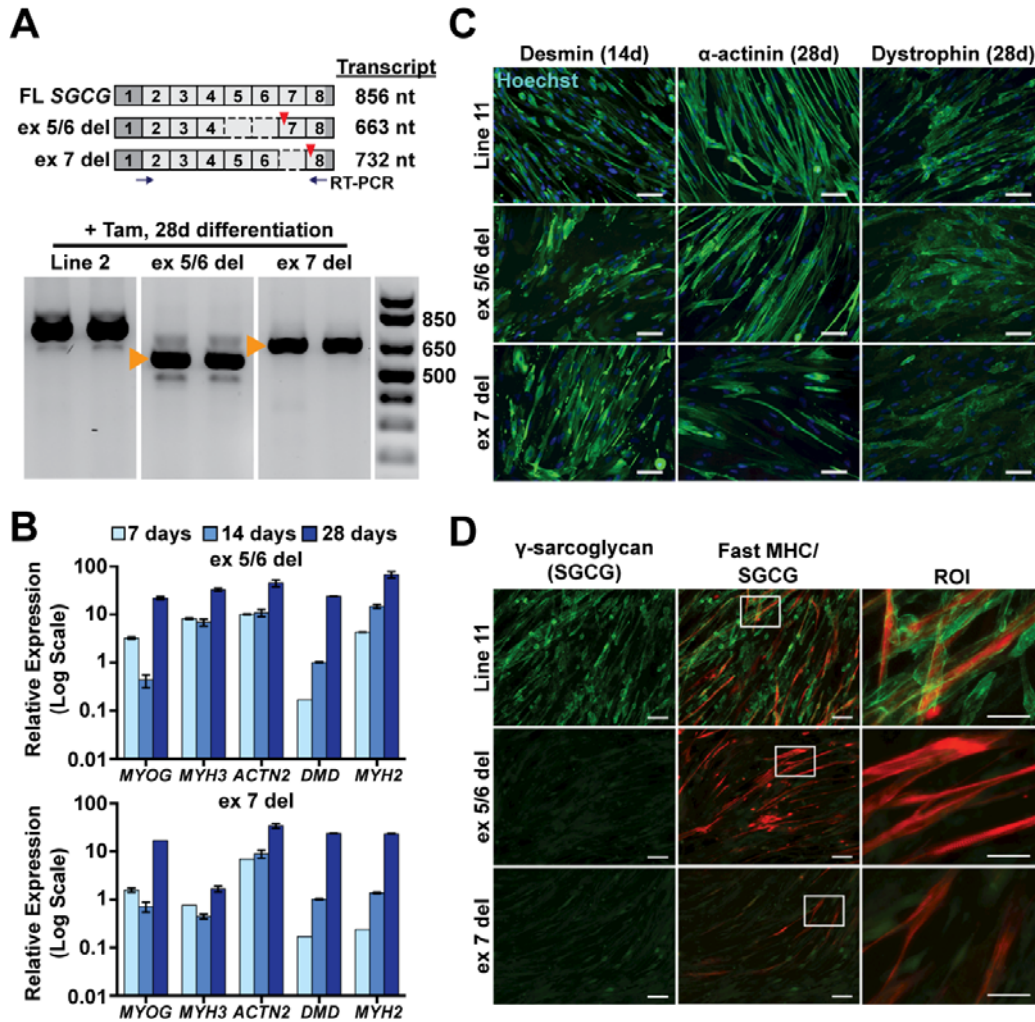 A
Transcript
FL SGCG 1 2 3 4 5 6 7 8 856 nt
ex 5/6 del 1 2 3 4 5 6 7 8 663 nt
ex 7 del 1 2 3 4 5 6 8 732 nt
RT-PCR
+ Tam, 28d differentiation
Line 2 ex 5/6 del ex 7 del
850
650
500
B
7 days 14 days 28 days
ex 5/6 del
Relative Expression
(Log Scale)
100
10
1
0.1
0.01
MYOG MYH3 ACTN2 DMD MYH2
ex 7 del
Relative Expression
(Log Scale)
100
10
1
0.1
0.01
MYOG MYH3 ACTN2 DMD MYH2
C
Desmin (14d) α-actinin (28d) Dystrophin (28d)
Hoechst
Line 11
ex 5/6 del
ex 7 del
D
γ-sarcoglycan
(SGCG)
Fast MHC/
SGCG
ROI
Line 11
ex 5/6 del
ex 7 del